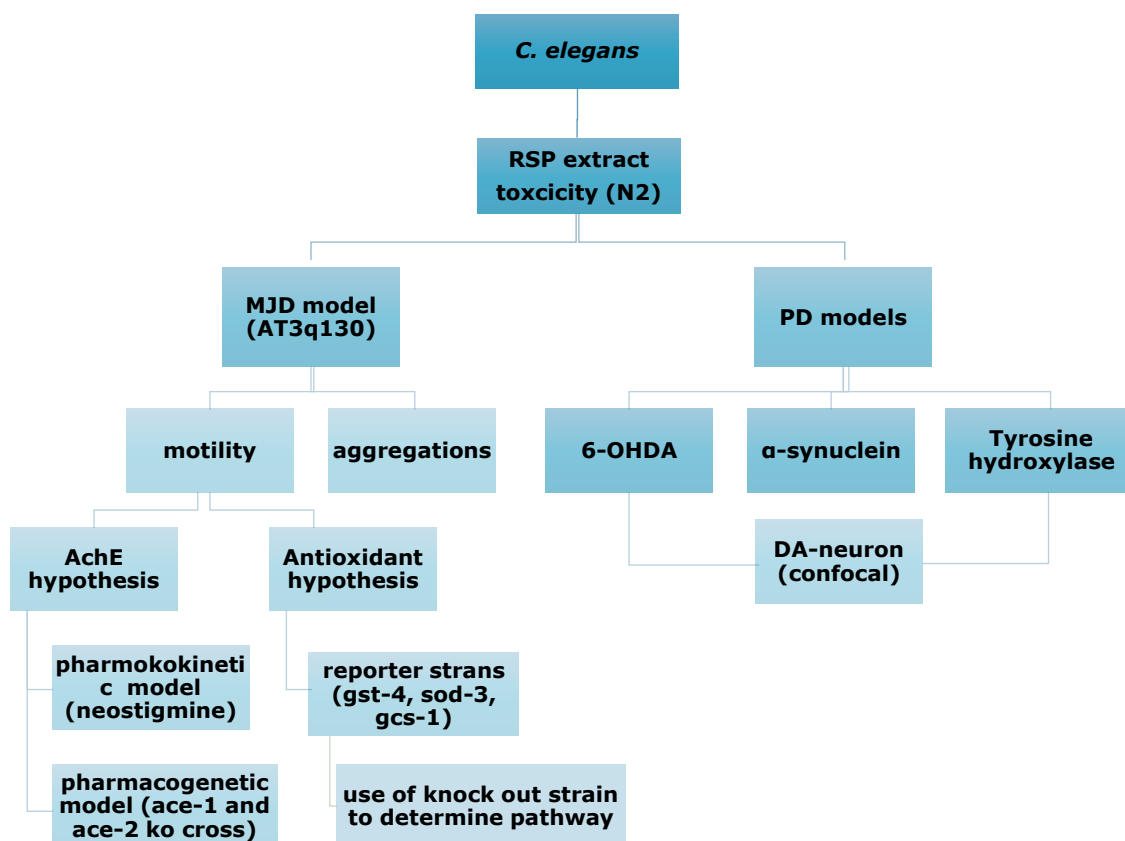 C. elegans
RSP extract
toxcicity (N2)
MJD model
(AT3q130)
PD models
motility
aggregations
6-OHDA
α-synuclein
Tyrosine
hydroxylase
AchE
hypothesis
Antioxidant
hypothesis
DA-neuron
(confocal)
pharmokokineti
c model
(neostigmine)
reporter strans
(gst-4, sod-3,
gcs-1)
pharmacogenetic
model (ace-1 and
ace-2 ko cross)
use of knock out strain
to determine pathway